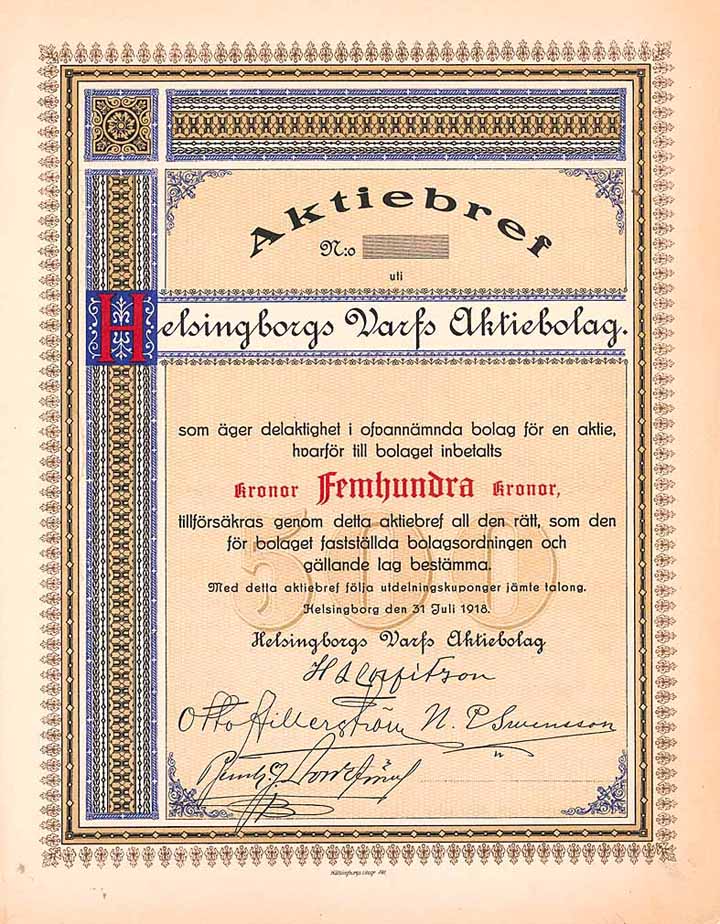 Aktiebref
N:o
uti
Helsingborgs Varfs Aktiebolag.
som äger delaktighet i ofvannämnda bolag för en aktie,
hvarför till bolaget inbetalts
Kronor Femhundra Kronor,
tillförsäkras genom detta aktiebref all den rätt, som den
för bolaget fastställda bolagsordningen och
gällande lag bestämma.
500
Med detta aktiebref följa utdelningskuponger jämte talong.
Helsingborg den 31 Juli 1918.
Helsingborgs Varfs Aktiebolag
Otto Hillerström N. P. Swensson